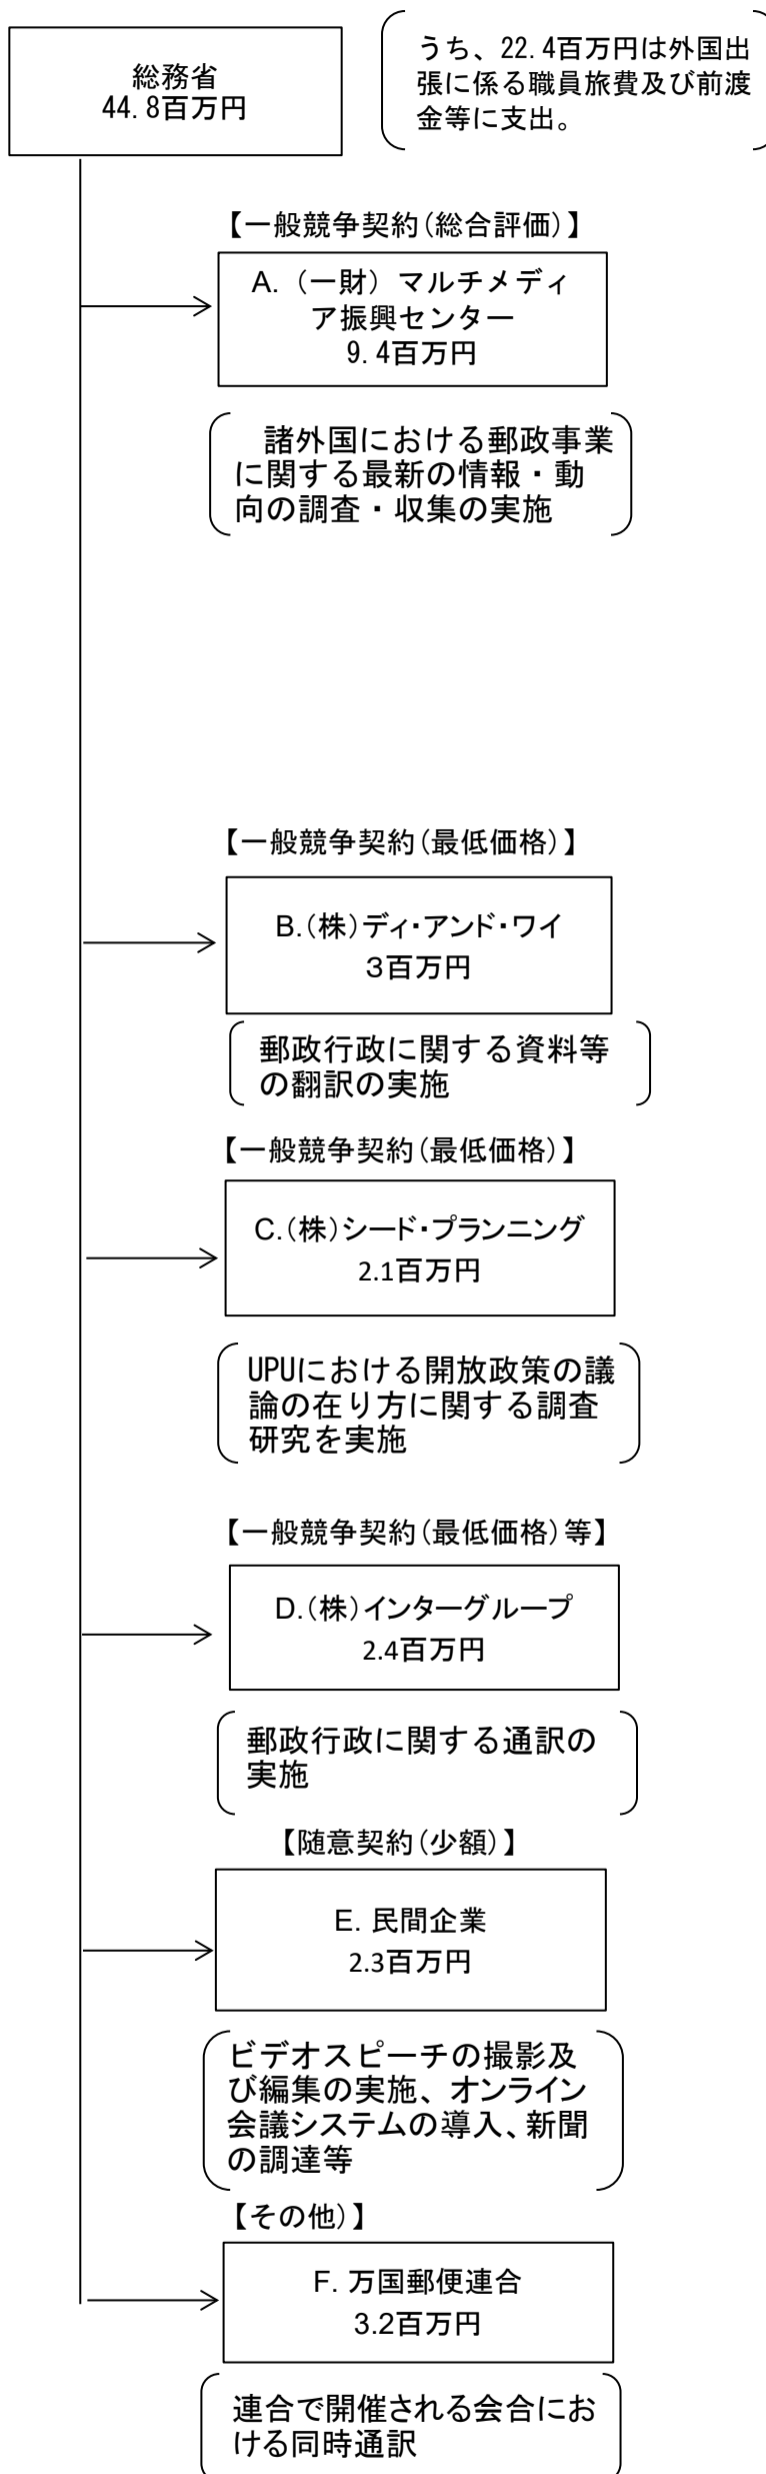 総務省
44.8百万円
うち、22.4百万円は外国出
張に係る職員旅費及び前渡
金等に支出。
【一般競争契約(総合評価)】
A.（一財）マルチメディ
ア振興センター
9.4百万円
諸外国における郵政事業
に関する最新の情報・動
向の調査・収集の実施
【一般競争契約(最低価格)】
B.(株)ディ・アンド・ワイ
3百万円
郵政行政に関する資料等
の翻訳の実施
【一般競争契約(最低価格)】
C.(株)シード・プランニング
2.1百万円
UPUにおける開放政策の議
論の在り方に関する調査
研究を実施
【一般競争契約(最低価格)等】
D.(株)インターグループ
2.4百万円
郵政行政に関する通訳の
実施
【随意契約(少額)】
E. 民間企業
2.3百万円
ビデオスピーチの撮影及
び編集の実施、オンライン
会議システムの導入、新聞
の調達等
【その他)】
F. 万国郵便連合
3.2百万円
連合で開催される会合にお
ける同時通訳